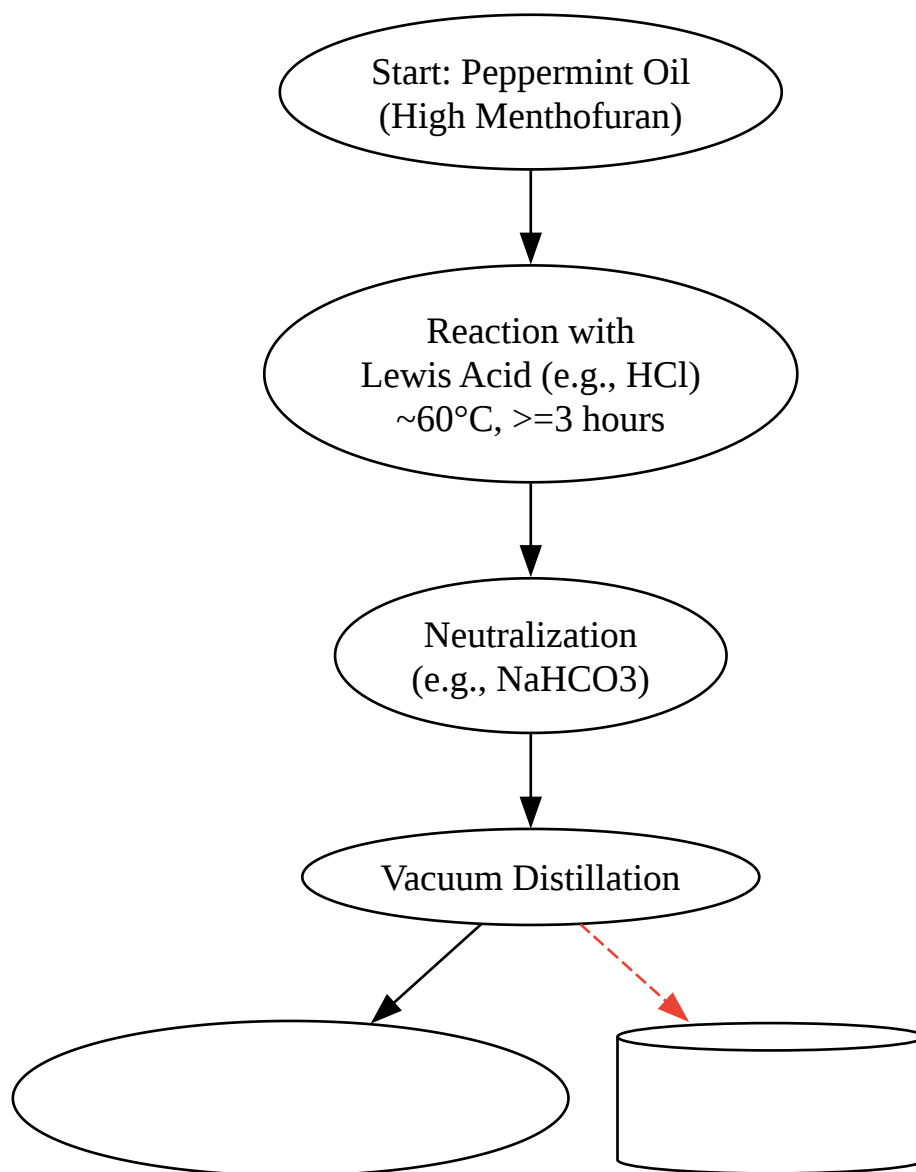 Start: Peppermint Oil
(High Menthofuran)
Reaction with
Lewis Acid (e.g., HCl)
~60°C, >=3 hours
Neutralization
(e.g., NaHCO3)
Vacuum Distillation